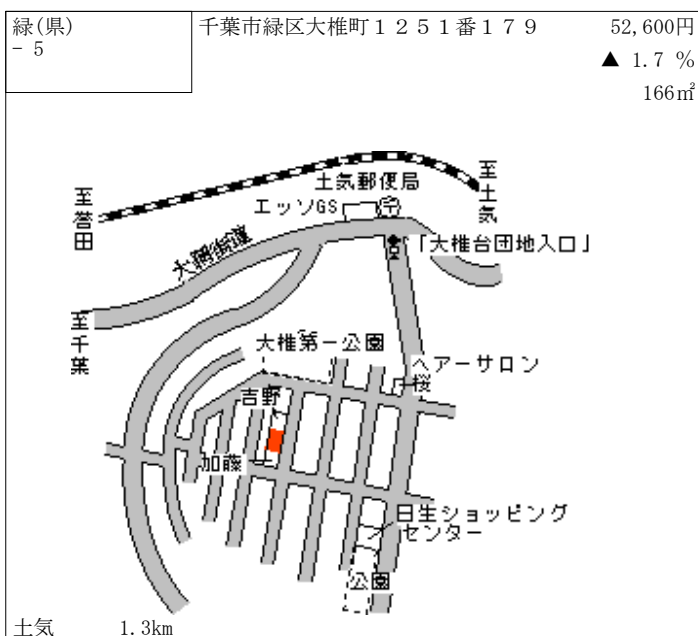 緑(県)
- 5
千葉市緑区大椎町１２５１番１７９
52,600円
▲ 1.7 %
166㎡
至誉田
土気郵便局
至土気
エッソGS
大網街道
「大椎台団地入口」
至千葉
大椎第一公園
ヘアーサロン
桜
吉野
加藤
日生ショッピング
センター
公園
土気 1.3km